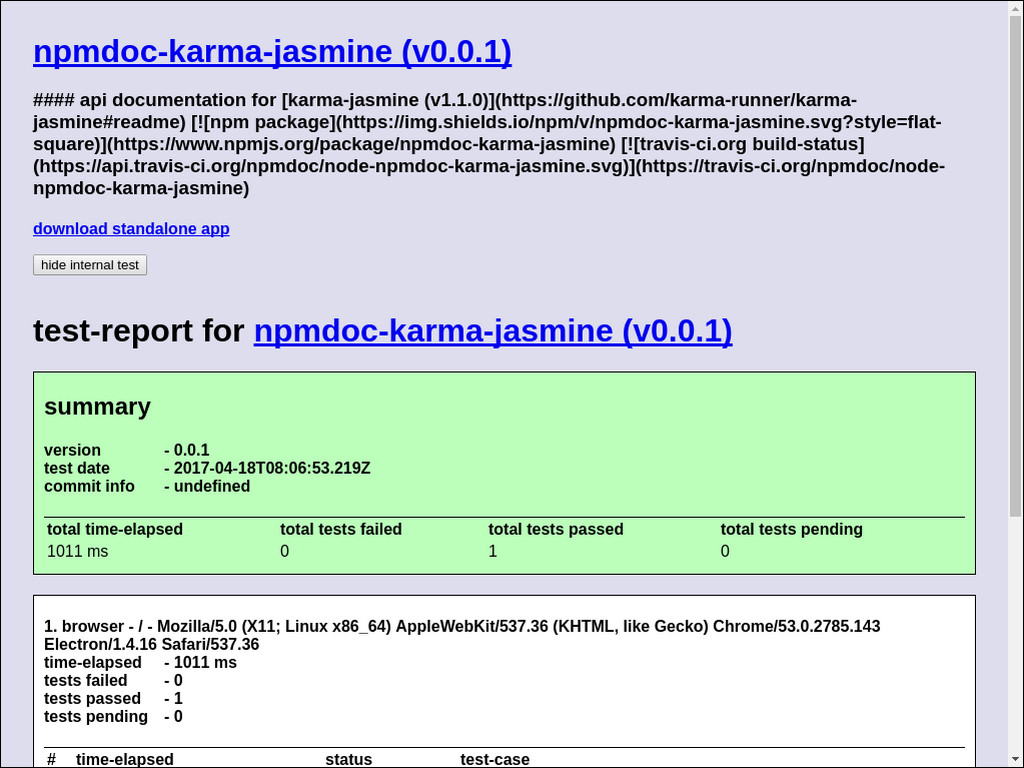 npmdoc-karma-jasmine (v0.0.1)
#### api documentation for [karma-jasmine (v1.1.0)](https://github.com/karma-runner/karma-
jasmine#readme) [![npm package](https://img.shields.io/npm/v/npmdoc-karma-jasmine.svg?style=flat-
square)](https://www.npmjs.org/package/npmdoc-karma-jasmine) [![travis-ci.org build-status]
(https://api.travis-ci.org/npmdoc/node-npmdoc-karma-jasmine.svg)](https://travis-ci.org/npmdoc/node-
npmdoc-karma-jasmine)
download standalone app
hide internal test
test-report for npmdoc-karma-jasmine (v0.0.1)
summary
version - 0.0.1
test date - 2017-04-18T08:06:53.219Z
commit info - undefined
total time-elapsed total tests failed total tests passed total tests pending
1011 ms 0 1 0
1. browser - / - Mozilla/5.0 (X11; Linux x86_64) AppleWebKit/537.36 (KHTML, like Gecko) Chrome/53.0.2785.143
Electron/1.4.16 Safari/537.36
time-elapsed - 1011 ms
tests failed - 0
tests passed - 1
tests pending - 0
# time-elapsed status test-case